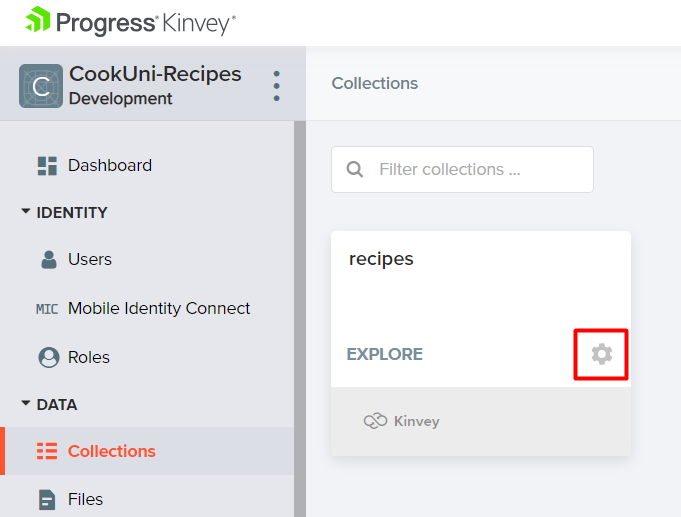 Progress® Kinvey®
C
CookUni-Recipes
Development
Dashboard
IDENTITY
Users
MIC Mobile Identity Connect
Roles
DATA
Collections
Files
Collections
Filter collections ...
recipes
EXPLORE
Kinvey